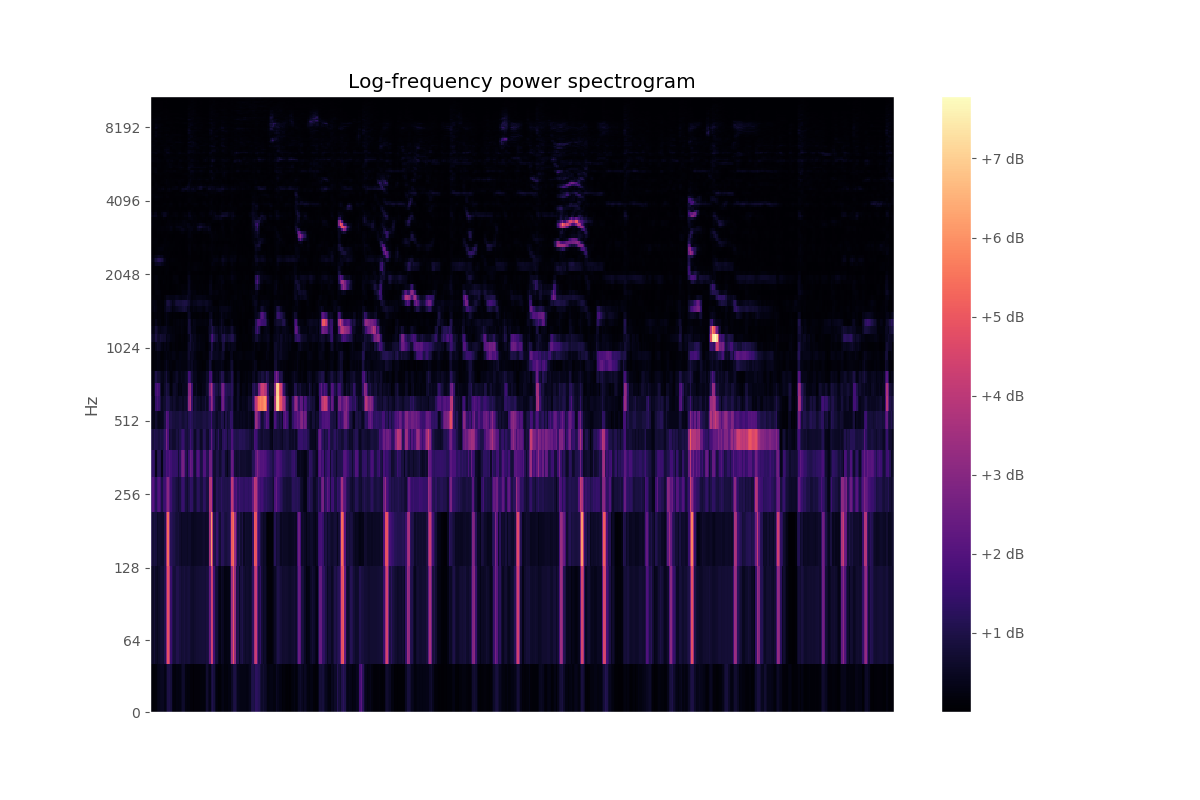 Log-frequency power spectrogram
Hz
8192
4096
2048
1024
512
256
128
64
0
+7 dB
+6 dB
+5 dB
+4 dB
+3 dB
+2 dB
+1 dB